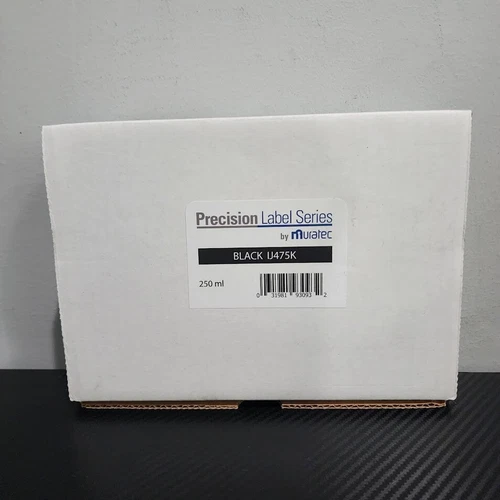 Precision Label Series
by muratec
BLACK IJ475K
250 ml
0 31981 93093 2